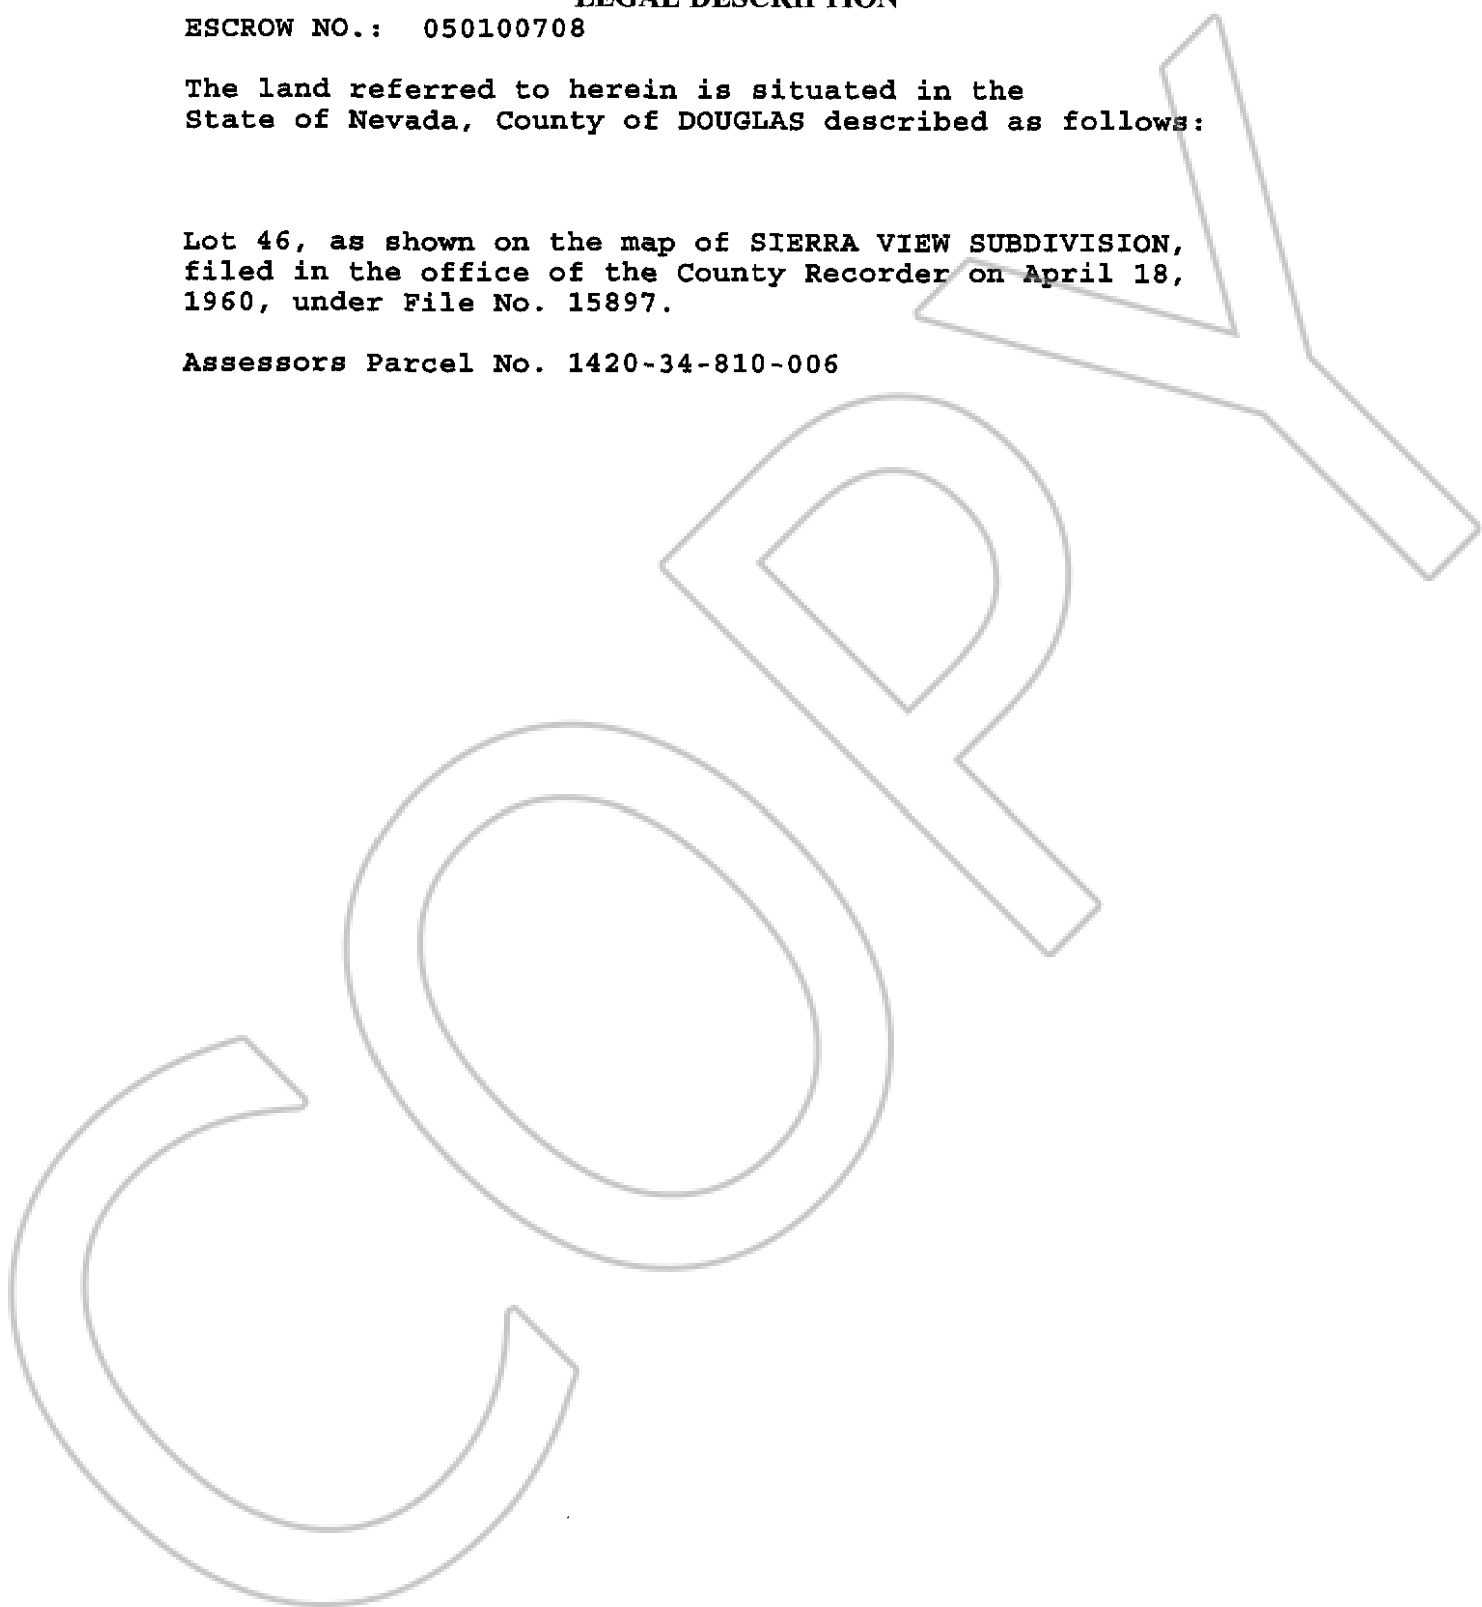 LEGAL DESCRIPTION
ESCROW NO.: 050100708
The land referred to herein is situated in the
State of Nevada, County of DOUGLAS described as follows:
Lot 46, as shown on the map of SIERRA VIEW SUBDIVISION,
filed in the office of the County Recorder on April 18,
1960, under File No. 15897.
Assessors Parcel No. 1420-34-810-006
COPY